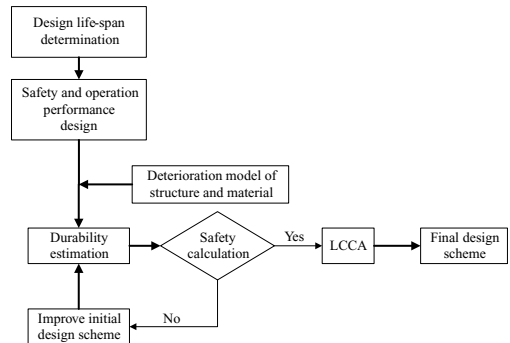 Design life-span
determination
Safety and operation
performance
design
Deterioration model of
structure and material
Durability
estimation
Safety
calculation
Yes
LCCA
Final design
scheme
No
Improve initial
design scheme